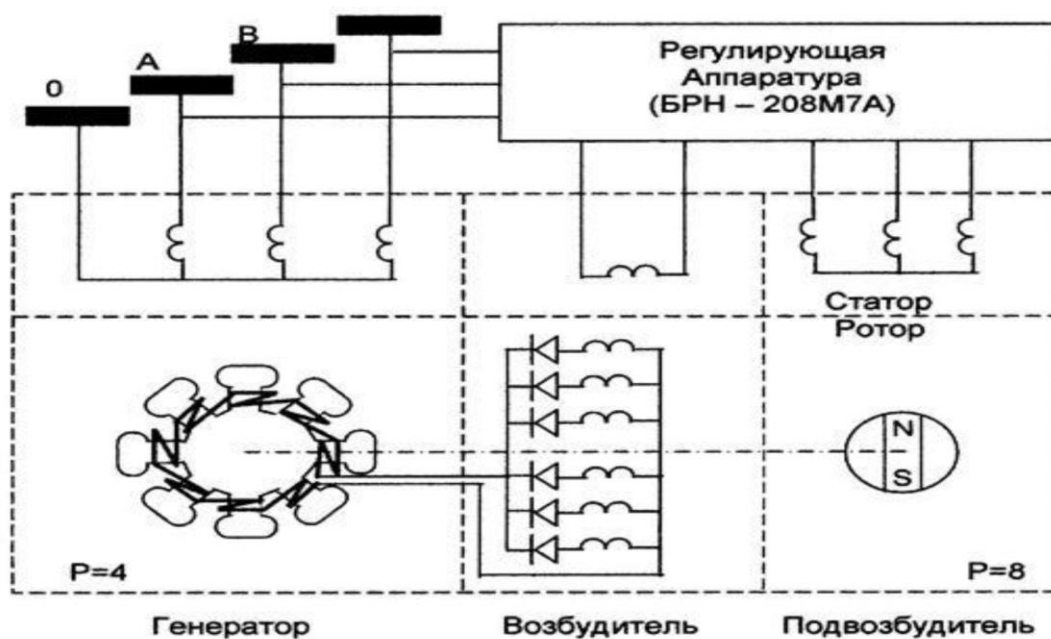 0
A
B
Регулирующая
Аппаратура
(БРН – 208М7А)
Статор
Ротор
N
S
P=4
P=8
Генератор
Возбудитель
Подвозбудитель